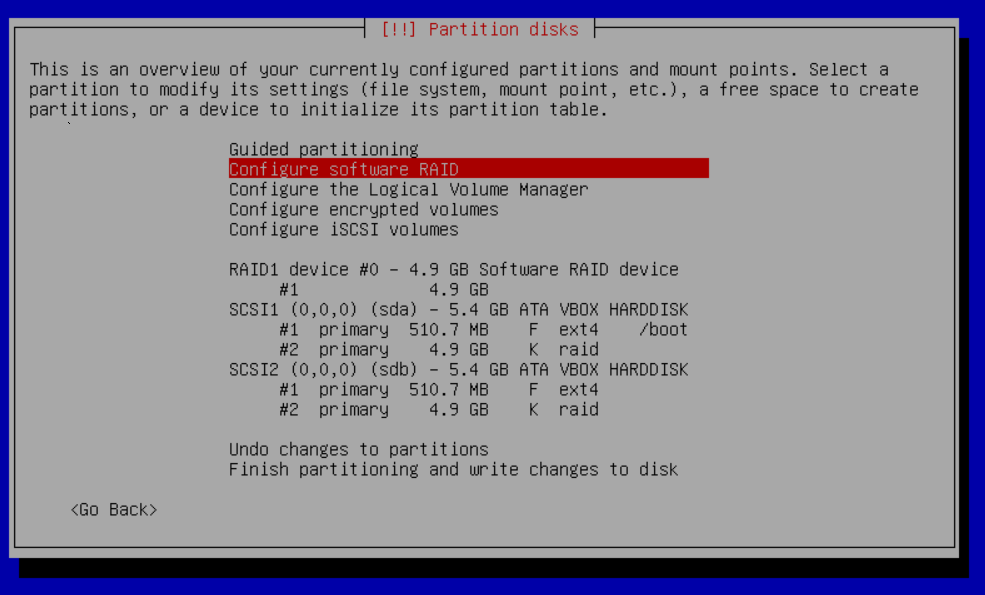 [!!] Partition disks
This is an overview of your currently configured partitions and mount points. Select a
partition to modify its settings (file system, mount point, etc.), a free space to create
partitions, or a device to initialize its partition table.
Guided partitioning
Configure software RAID
Configure the Logical Volume Manager
Configure encrypted volumes
Configure iSCSI volumes
RAID1 device #0 - 4.9 GB Software RAID device
#1 4.9 GB
SCSI1 (0,0,0) (sda) - 5.4 GB ATA VBOX HARDDISK
#1 primary 510.7 MB F ext4 /boot
#2 primary 4.9 GB K raid
SCSI2 (0,0,0) (sdb) - 5.4 GB ATA VBOX HARDDISK
#1 primary 510.7 MB F ext4
#2 primary 4.9 GB K raid
Undo changes to partitions
Finish partitioning and write changes to disk
<Go Back>